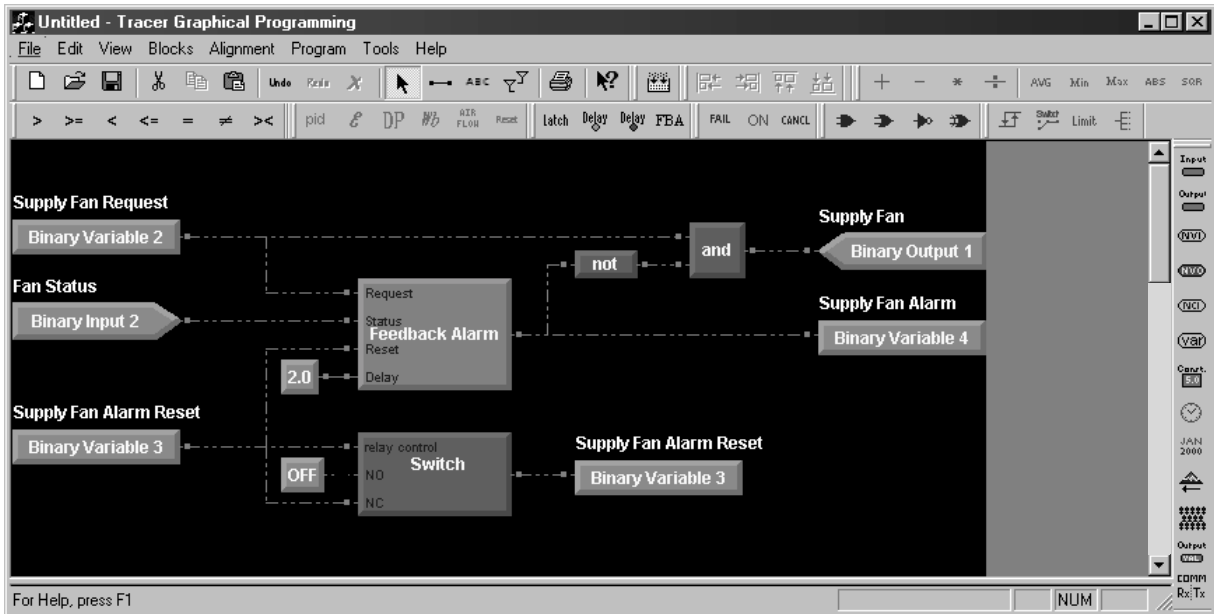 Untitled - Tracer Graphical Programming
File Edit View Blocks Alignment Program Tools Help
Undo Redo ABC AVG Min Max ABS SQR
> >= < <= = ≠ >< pid DP Wb AIR FLOW Reset latch Delay Delay FBA FAIL ON CANCL Switch Limit
Input
Output
NVI
NVO
NCI
Var
Const.
5.0
JAN
2000
Output
VAL
COMM
Rx Tx
Supply Fan Request
Binary Variable 2
Fan Status
Binary Input 2
Request
Status
Feedback Alarm
Reset
2.0
Delay
not
and
Supply Fan
Binary Output 1
Supply Fan Alarm
Binary Variable 4
Supply Fan Alarm Reset
Binary Variable 3
relay control
Switch
OFF
NO
NC
Supply Fan Alarm Reset
Binary Variable 3
For Help, press F1
NUM